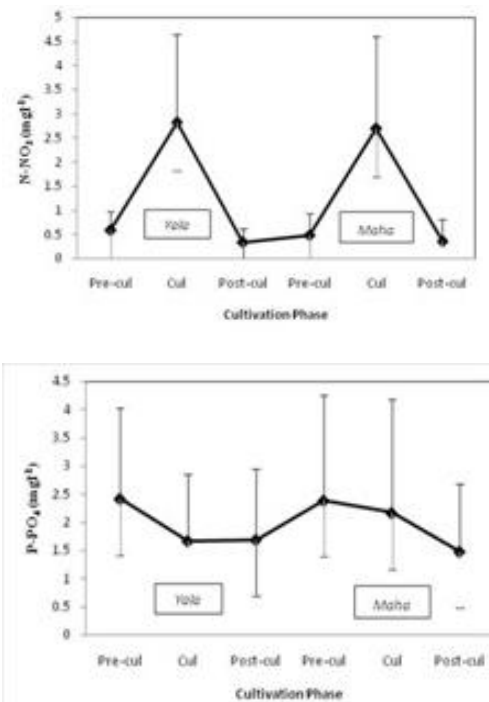 5
4.5
4
3.5
3
2.5
2
1.5
1
0.5
0
N-NO₃ (mgl⁻¹)
Yala Maha
Pre-cul Cul Post-cul Pre-cul Cul Post-cul
Cultivation Phase
4.5
4
3.5
3
2.5
2
1.5
1
0.5
0
P-PO₄ (mgl⁻¹)
Yala Maha
Pre-cul Cul Post-cul Pre-cul Cul Post-cul
Cultivation Phase